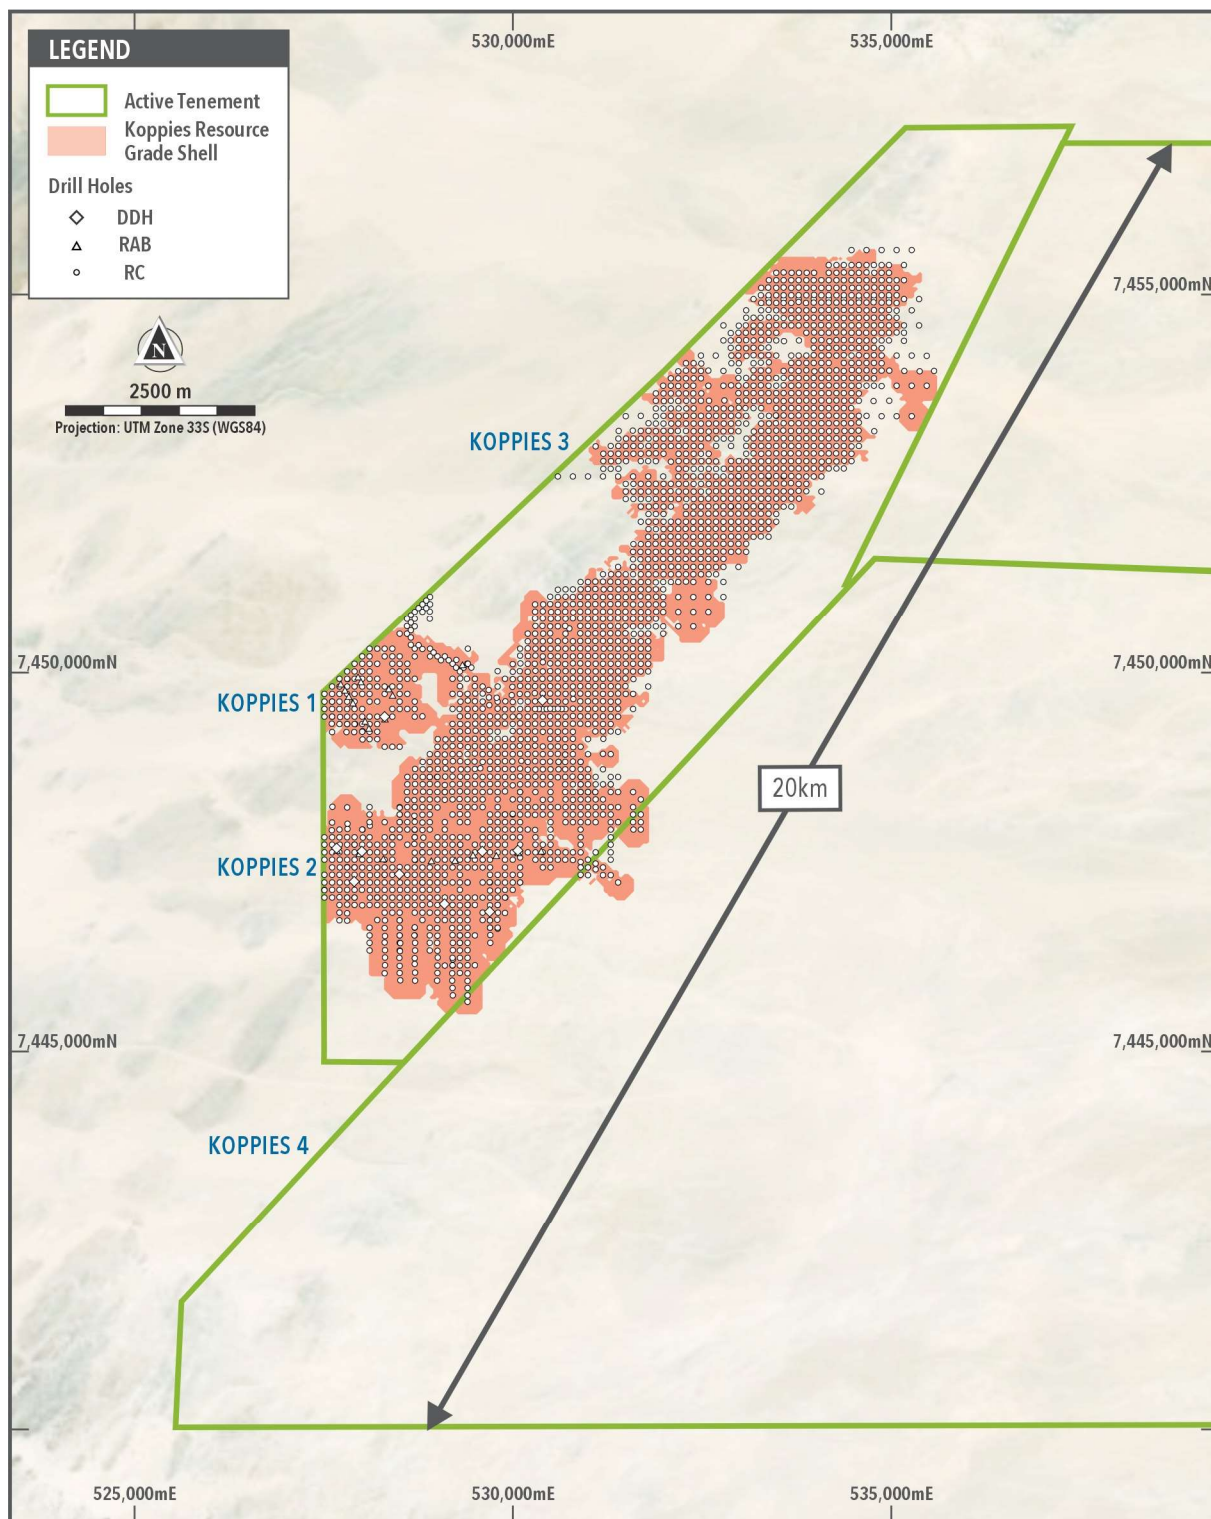 530,000mE
535,000mE
LEGEND
Active Tenement
Koppies Resource
Grade Shell
Drill Holes
DDH
RAB
RC
7,455,000mN
N
2500 m
Projection: UTM Zone 33S (WGS84)
KOPPIES 3
7,450,000mN
7,450,000mN
KOPPIES 1
20km
KOPPIES 2
7,445,000mN
7,445,000mN
KOPPIES 4
525,000mE
530,000mE
535,000mE